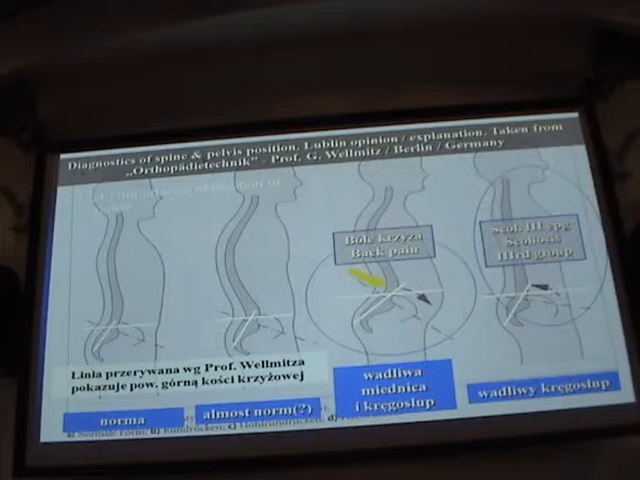 Diagnostics of spine & pelvis position. Lublin opinion / explanation. Taken from
„Orthopädietechnik” - Prof. G. Wellmitz / Berlin / Germany
Bóle krzyża
Back pain
Scol. III epg
Scoliosis
IIIrd group
Linia przerywana wg Prof. Wellmitza
pokazuje pow. górną kości krzyżowej
norma
almost norm(?)
wadliwa
miednica
i kręgosłup
wadliwy kręgosłup